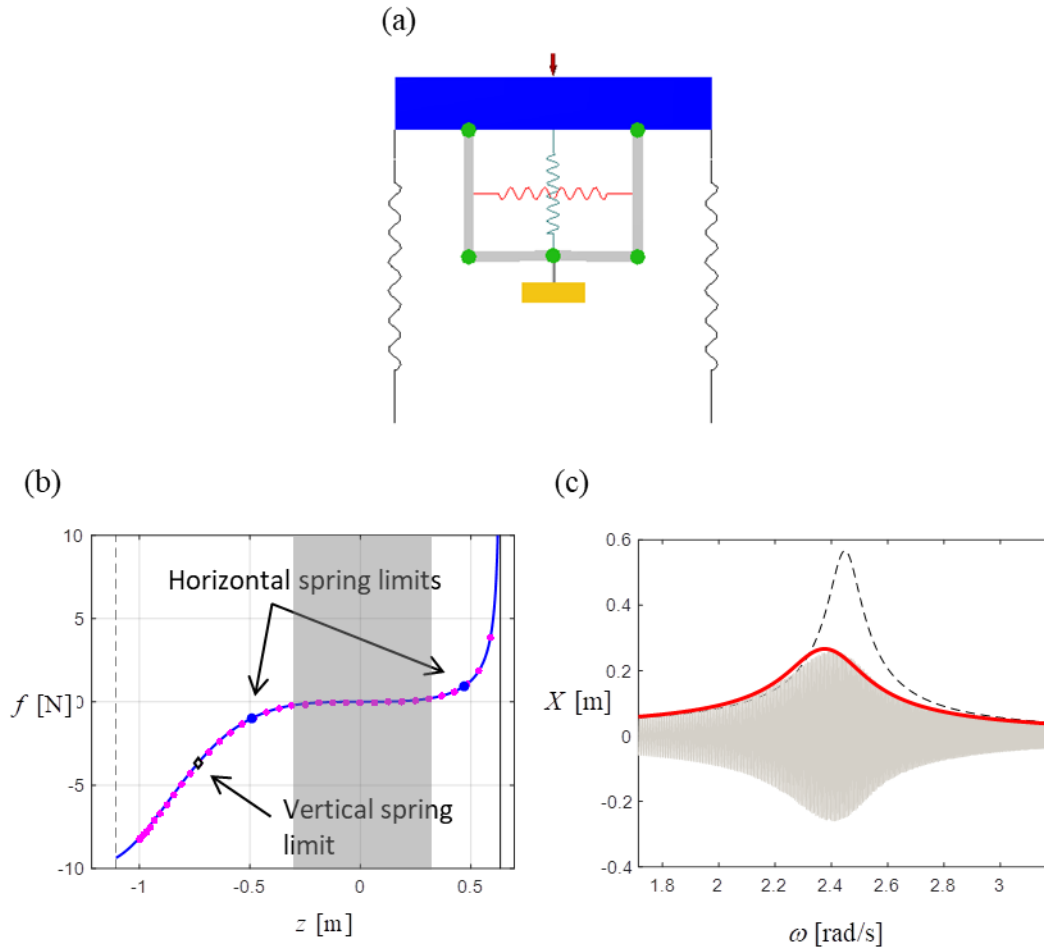 (a)
(b)
(c)
10
5
0
-5
-10
f [N]
Horizontal spring limits
Vertical spring
limit
-1
-0.5
0
0.5
z [m]
0.6
0.4
0.2
0
-0.2
-0.4
X [m]
1.8 2 2.2 2.4 2.6 2.8 3
ω [rad/s]